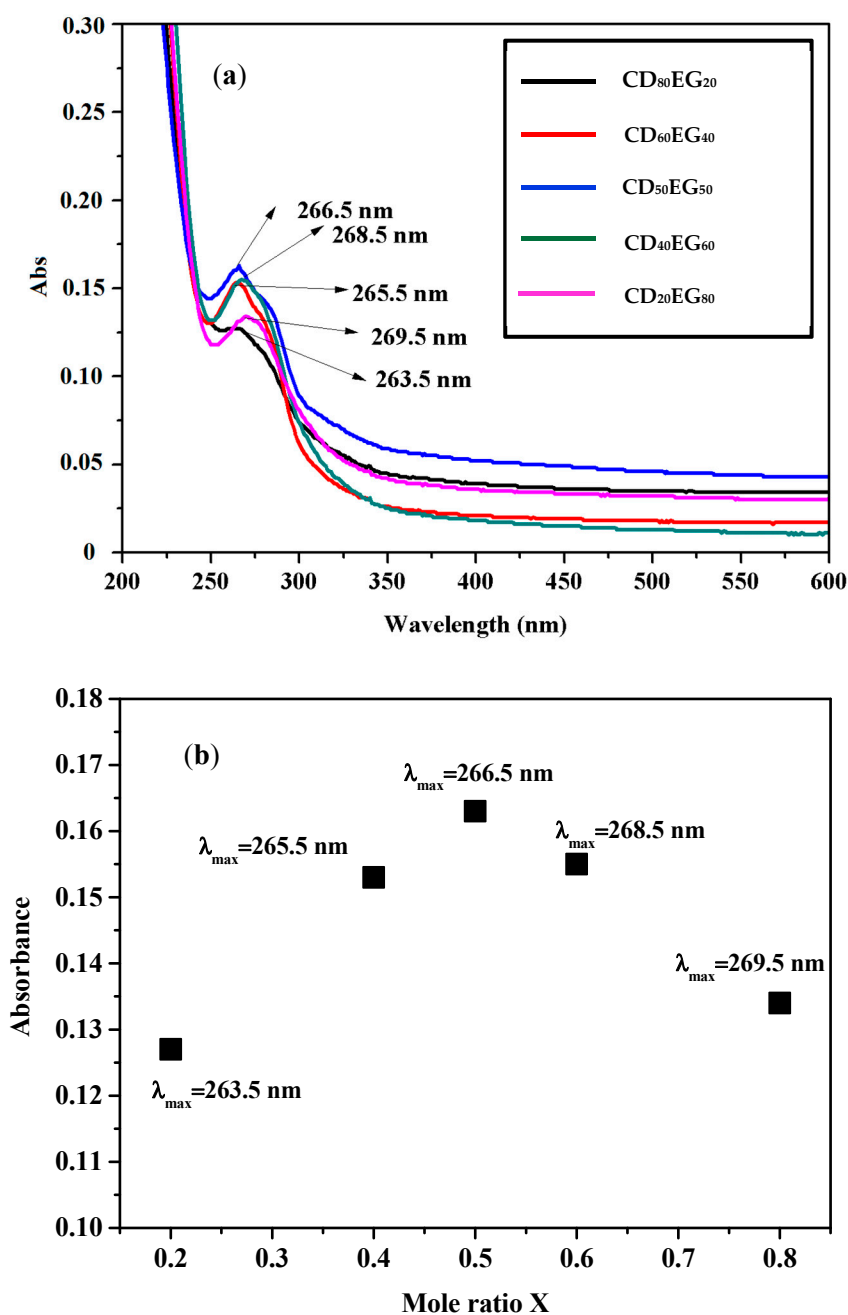 (a)
CD₈₀EG₂₀
CD₆₀EG₄₀
CD₅₀EG₅₀
CD₄₀EG₆₀
CD₂₀EG₈₀
266.5 nm
268.5 nm
265.5 nm
269.5 nm
263.5 nm
0.30
0.25
0.20
0.15
0.10
0.05
0
Abs
200 250 300 350 400 450 500 550 600
Wavelength (nm)
(b)
λmax=266.5 nm
λmax=265.5 nm
λmax=268.5 nm
λmax=269.5 nm
λmax=263.5 nm
0.18
0.17
0.16
0.15
0.14
0.13
0.12
0.11
0.10
Absorbance
0.2 0.3 0.4 0.5 0.6 0.7 0.8
Mole ratio X